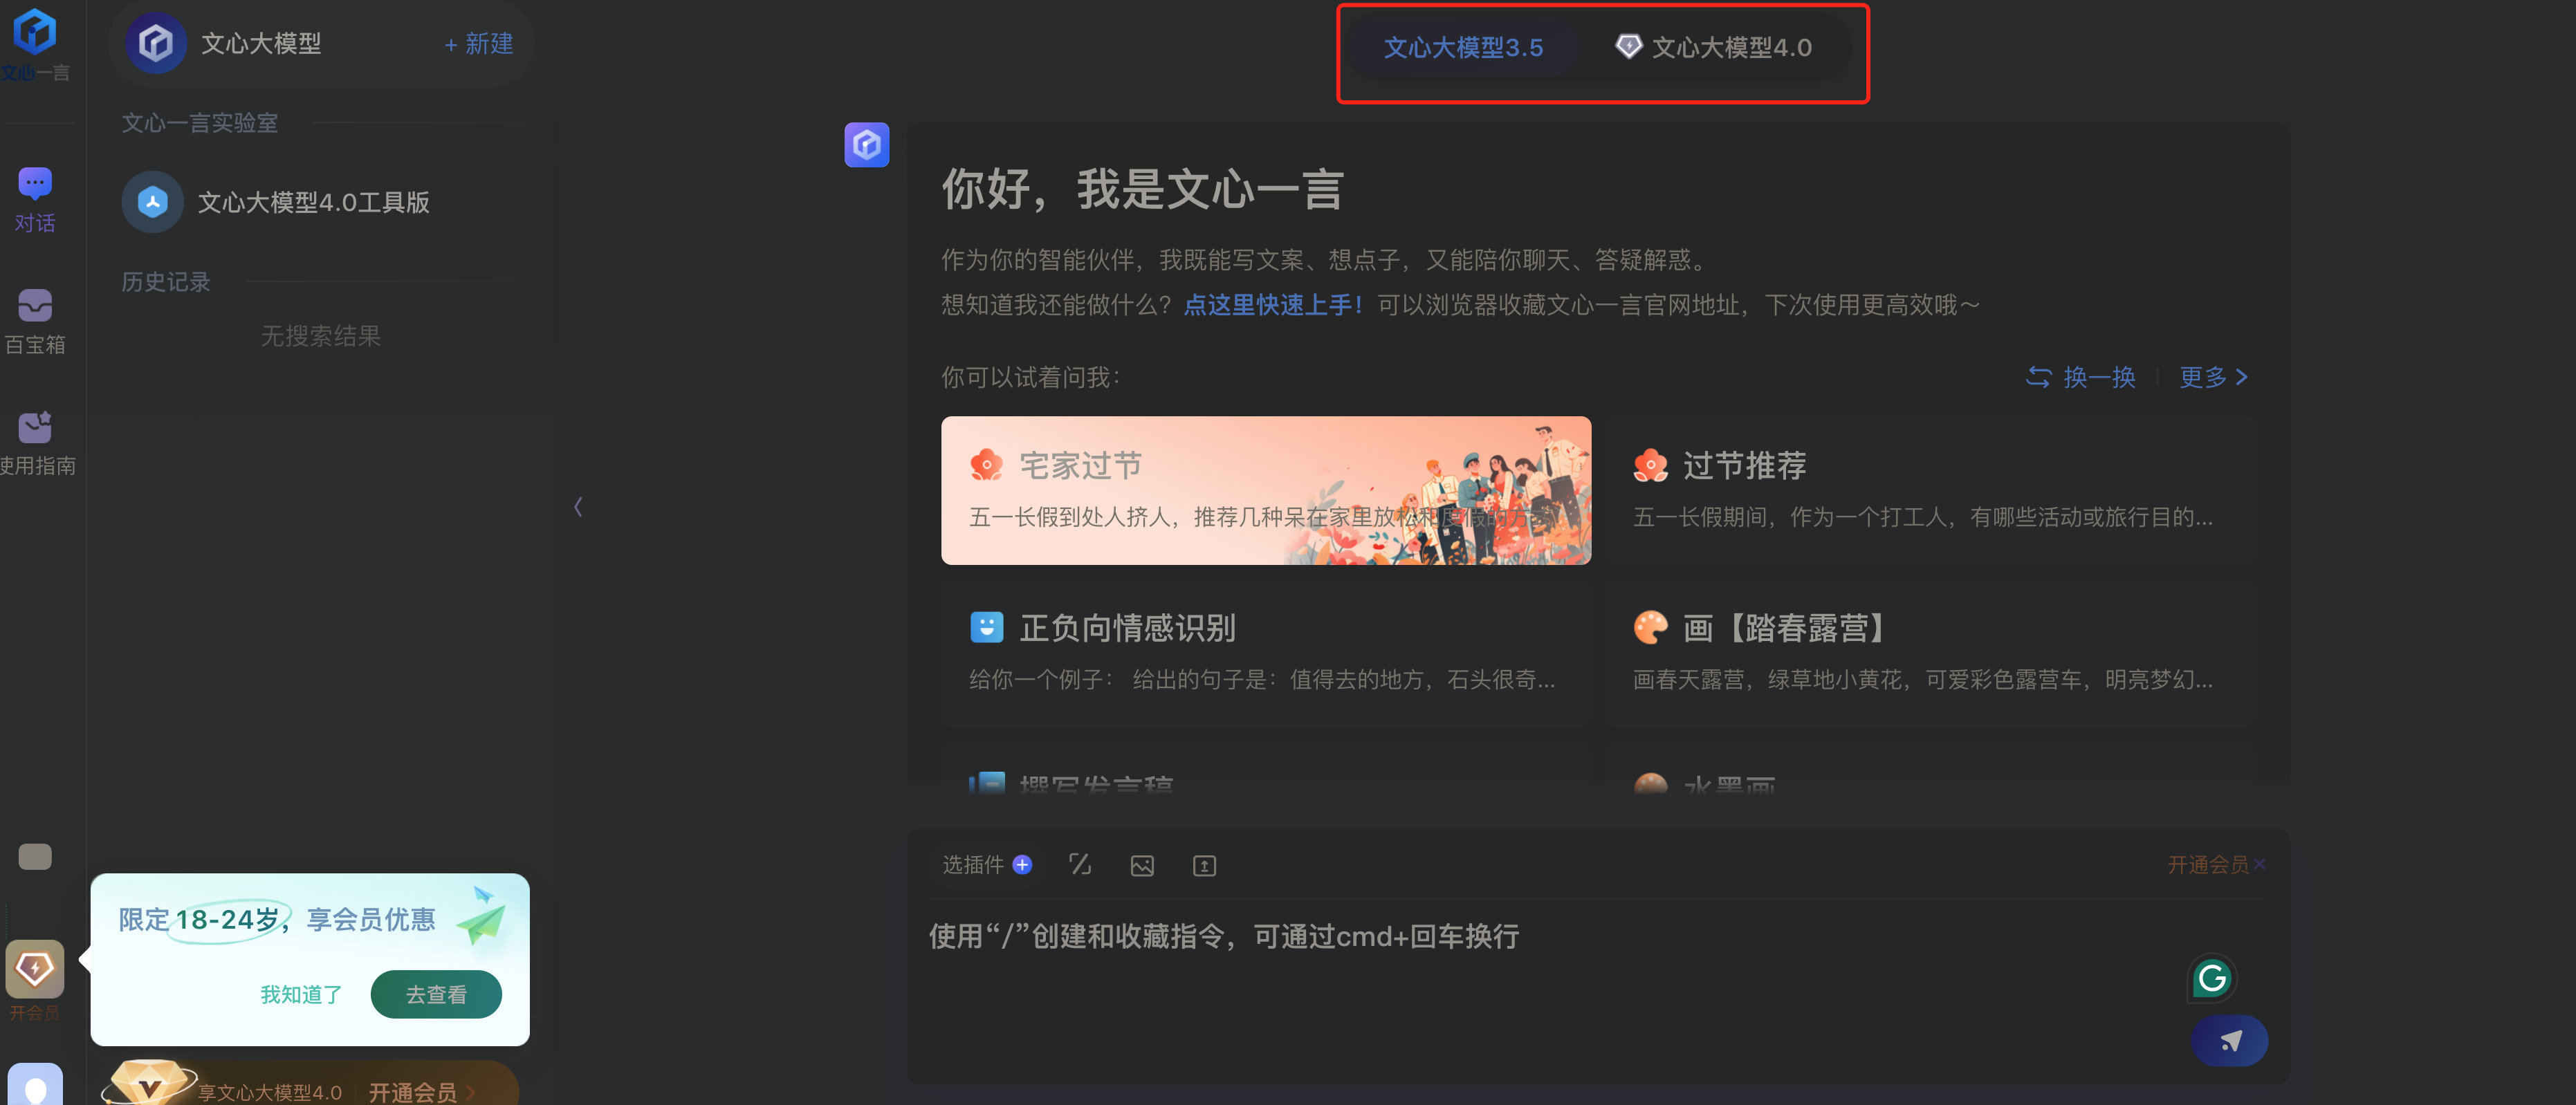 文心一言
对话
百宝箱
使用指南
开会员
文心大模型
+ 新建
文心一言实验室
文心大模型4.0工具版
历史记录
无搜索结果
限定18-24岁，享会员优惠
我知道了
去查看
享文心大模型4.0
开通会员
文心大模型3.5
文心大模型4.0
你好，我是文心一言
作为你的智能伙伴，我既能写文案、想点子，又能陪你聊天、答疑解惑。
想知道我还能做什么？点这里快速上手！可以浏览器收藏文心一言官网地址，下次使用更高效哦～
你可以试着问我：
换一换
更多
宅家过节
五一长假到处人挤人，推荐几种呆在家里放松和度假的方
过节推荐
五一长假期间，作为一个打工人，有哪些活动或旅行目的...
正负向情感识别
给你一个例子： 给出的句子是：值得去的地方，石头很奇...
画【踏春露营】
画春天露营，绿草地小黄花，可爱彩色露营车，明亮梦幻...
撰写发言稿
水墨画
选插件
开通会员
使用“/”创建和收藏指令，可通过cmd+回车换行